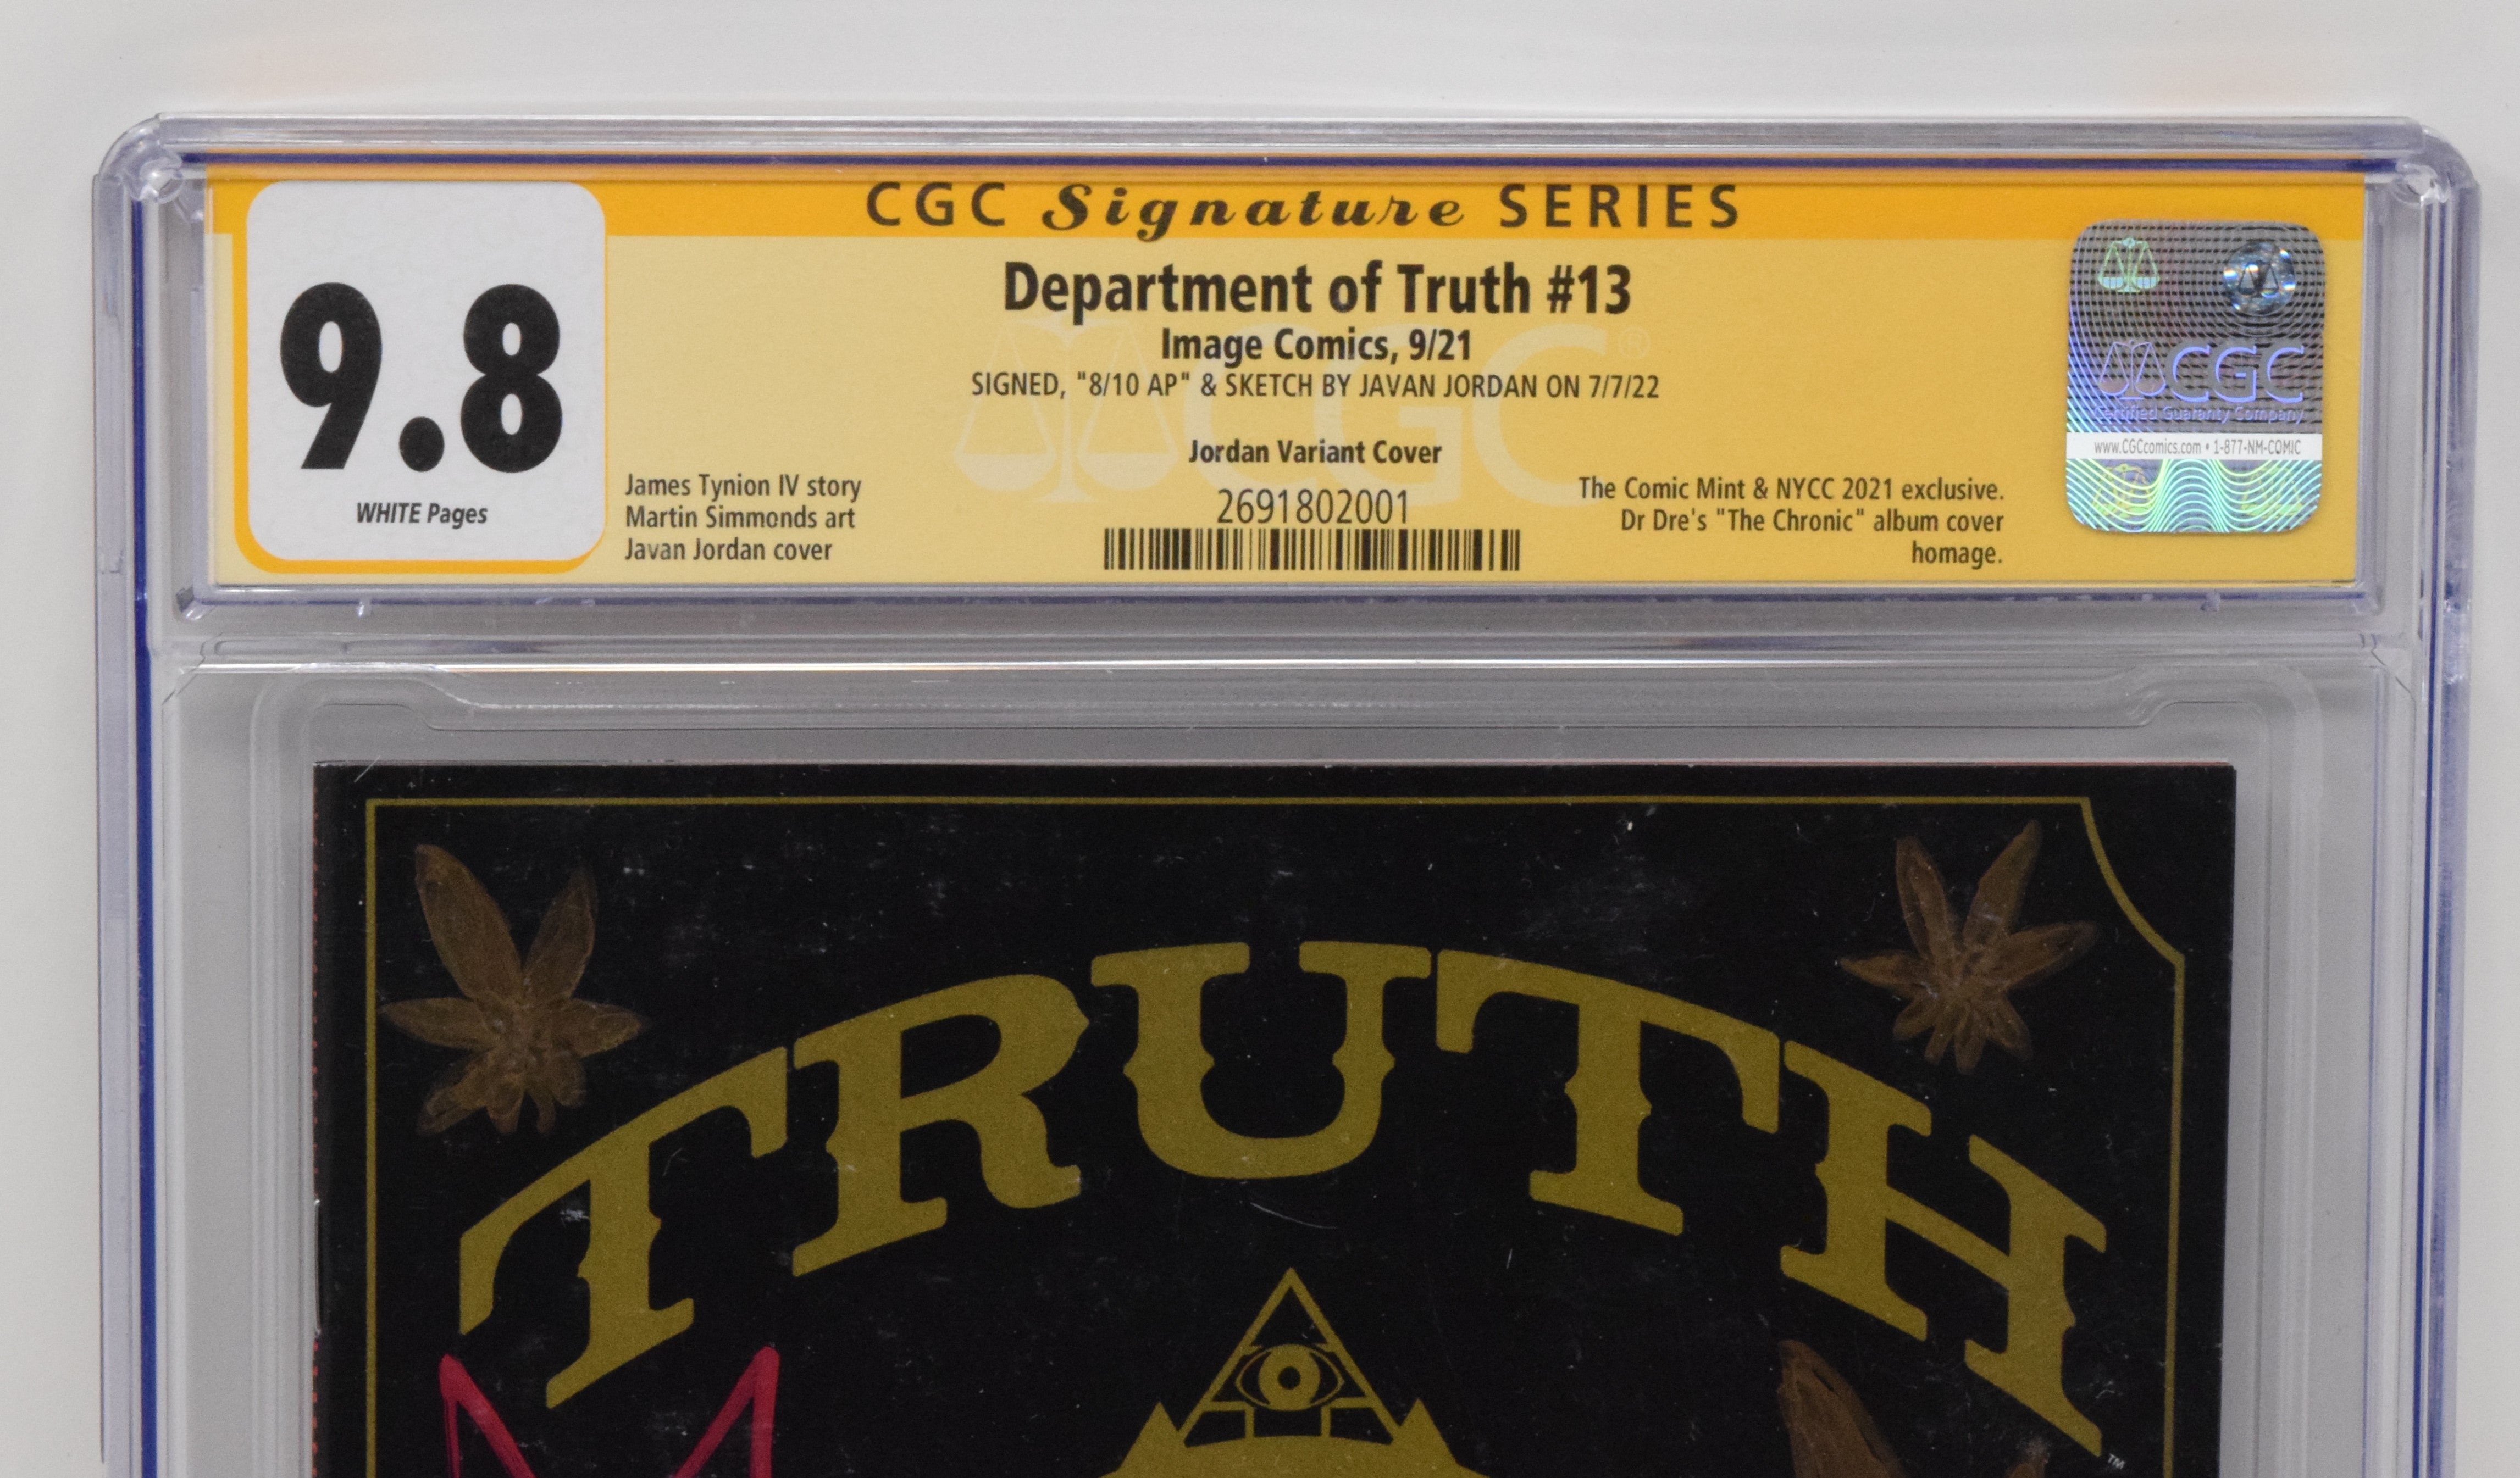 CGC Signature SERIES
9.8
WHITE Pages
Department of Truth #13
Image Comics, 9/21
SIGNED, "8/10 AP" & SKETCH BY JAVAN JORDAN ON 7/7/22
Jordan Variant Cover
James Tynion IV story
Martin Simmonds art
Javan Jordan cover
2691802001
The Comic Mint & NYCC 2021 exclusive.
Dr Dre's "The Chronic" album cover
homage.
CGC®
CGC
Certified Guaranty Company
www.CGCcomics.com • 1-877-NM-COMIC
TRUTH
™